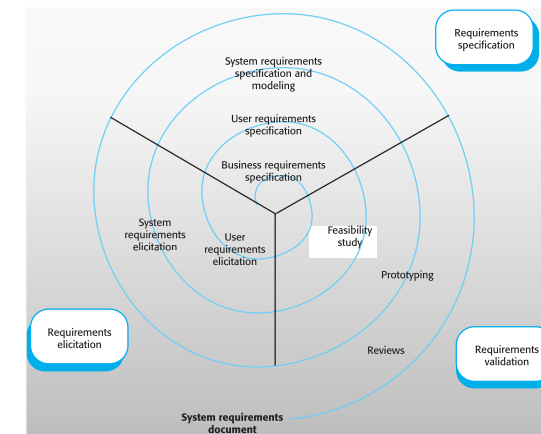 Requirements
specification
System requirements
specification and
modeling
User requirements
specification
Business requirements
specification
System
requirements
elicitation
User
requirements
elicitation
Feasibility
study
Prototyping
Requirements
elicitation
Reviews
Requirements
validation
System requirements
document